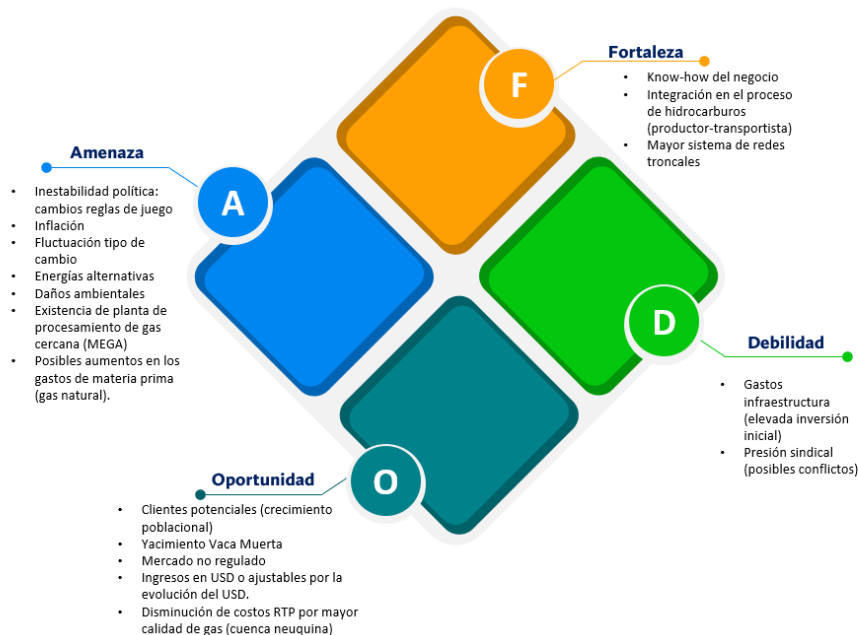 F
Fortaleza
• Know-how del negocio
• Integración en el proceso
de hidrocarburos
(productor-transportista)
• Mayor sistema de redes
troncales
Amenaza
A
• Inestabilidad política:
cambios reglas de juego
• Inflación
• Fluctuación tipo de
cambio
• Energías alternativas
• Daños ambientales
• Existencia de planta de
procesamiento de gas
cercana (MEGA)
• Posibles aumentos en los
gastos de materia prima
(gas natural).
D
Debilidad
• Gastos
infraestructura
(elevada inversión
inicial)
• Presión sindical
(posibles conflictos)
Oportunidad
O
• Clientes potenciales (crecimiento
poblacional)
• Yacimiento Vaca Muerta
• Mercado no regulado
• Ingresos en USD o ajustables por la
evolución del USD.
• Disminución de costos RTP por mayor
calidad de gas (cuenca neuquina)